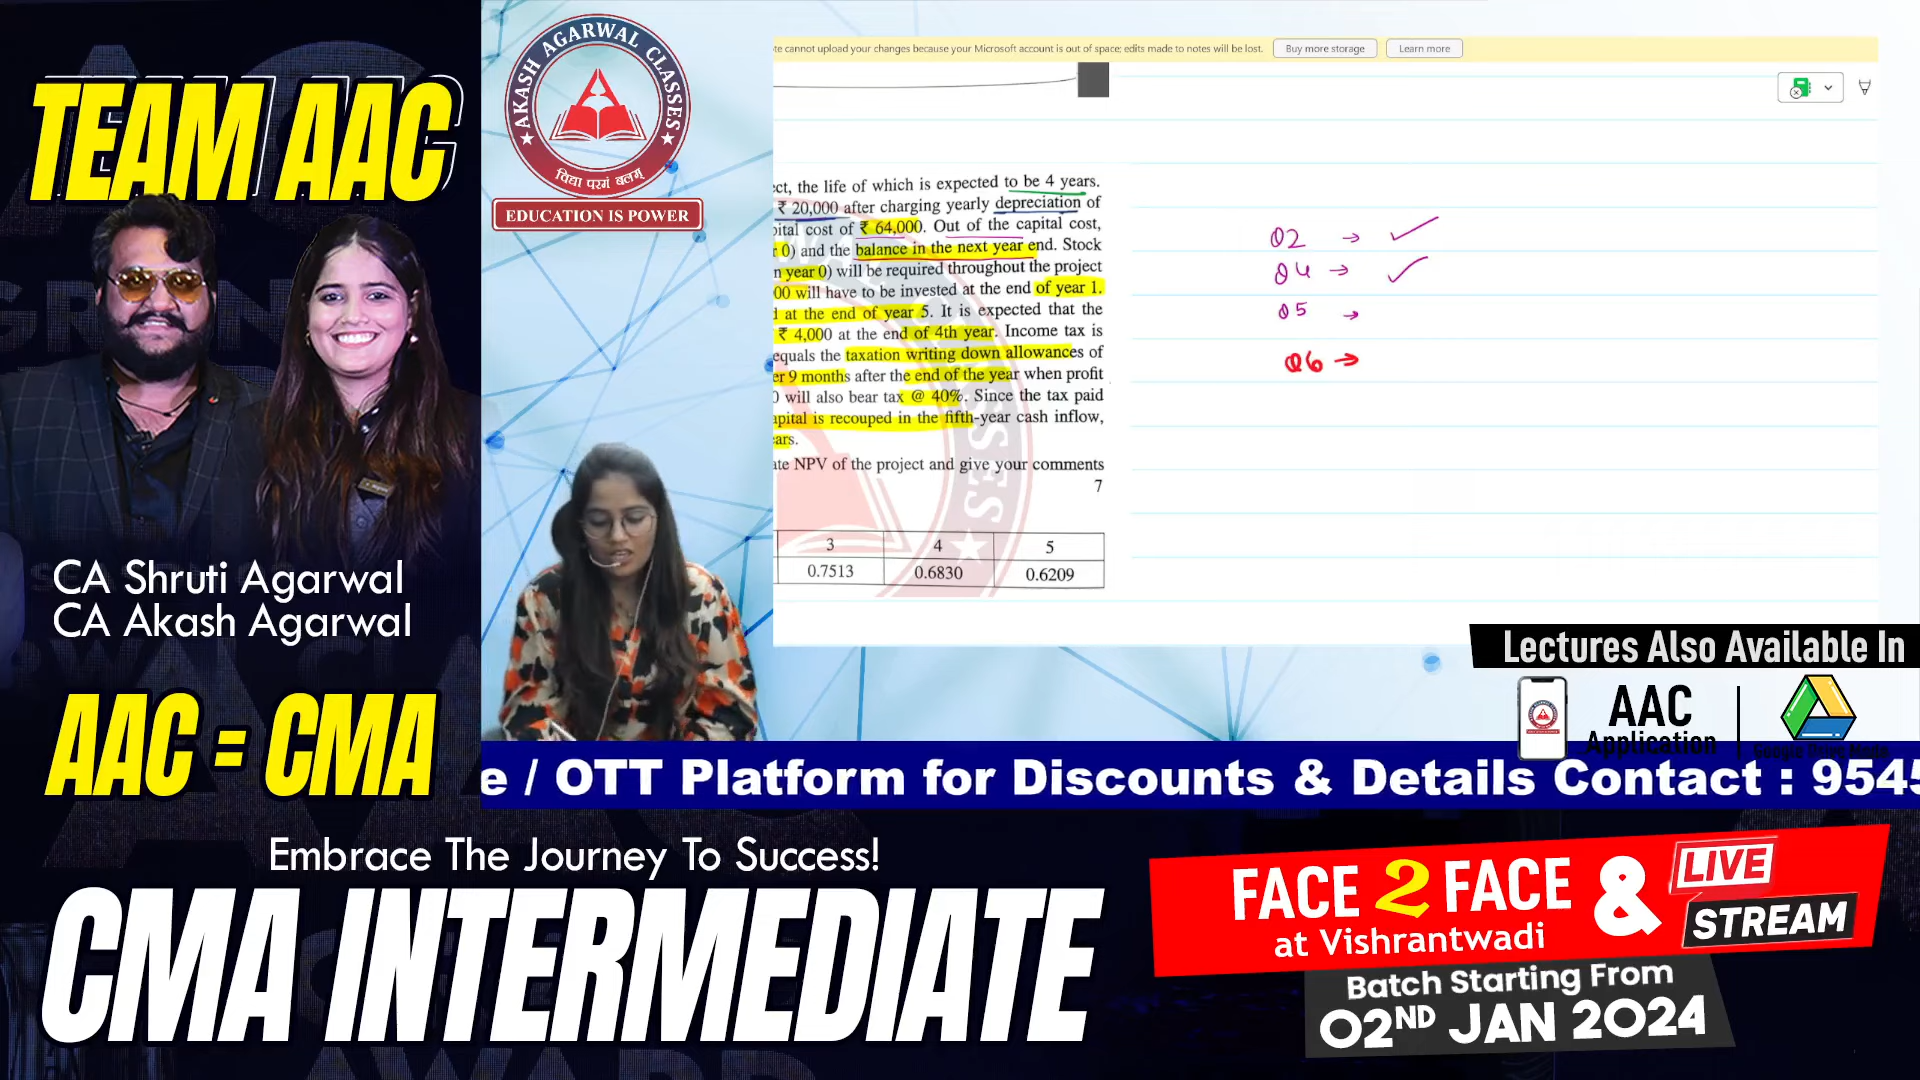 TEAM AAC
CA Shruti Agarwal
CA Akash Agarwal
AAC = CMA
AKASH AGARWAL CLASSES
विद्या परमं बलम्
EDUCATION IS POWER
cannot upload your changes because your Microsoft account is out of space; edits made to notes will be lost. Buy more storage Learn more
the life of which is expected to be 4 years.
₹ 20,000 after charging yearly depreciation of
cost of ₹ 64,000. Out of the capital cost,
0) and the balance in the next year end. Stock
year 0) will be required throughout the project
will have to be invested at the end of year 1.
at the end of year 5. It is expected that the
₹ 4,000 at the end of 4th year. Income tax is
equals the taxation writing down allowances of
9 months after the end of the year when profit
will also bear tax @ 40%. Since the tax paid
is recouped in the fifth-year cash inflow,
NPV of the project and give your comments
7
3 4 5
0.7513 0.6830 0.6209
Q2 → ✓
Q4 → ✓
Q5 →
Q6 →
Lectures Also Available In
AAC
Application
e / OTT Platform for Discounts & Details Contact : 9545
Embrace The Journey To Success!
CMA INTERMEDIATE
FACE 2 FACE &
at Vishrantwadi
LIVE
STREAM
Batch Starting From
02ND JAN 2024